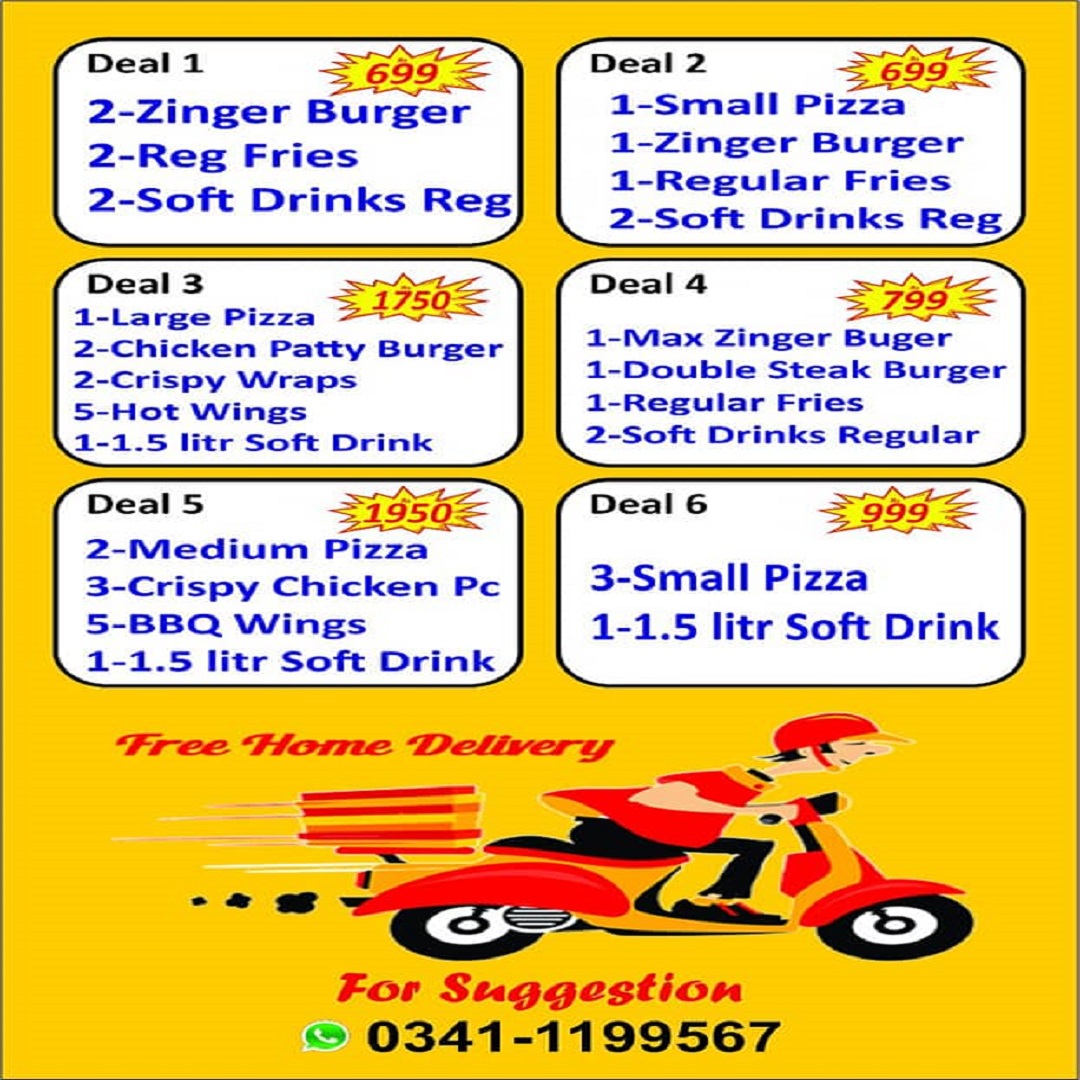 Deal 1
699
2-Zinger Burger
2-Reg Fries
2-Soft Drinks Reg
Deal 2
699
1-Small Pizza
1-Zinger Burger
1-Regular Fries
2-Soft Drinks Reg
Deal 3
1750
1-Large Pizza
2-Chicken Patty Burger
2-Crispy Wraps
5-Hot Wings
1-1.5 litr Soft Drink
Deal 4
799
1-Max Zinger Buger
1-Double Steak Burger
1-Regular Fries
2-Soft Drinks Regular
Deal 5
1950
2-Medium Pizza
3-Crispy Chicken Pc
5-BBQ Wings
1-1.5 litr Soft Drink
Deal 6
999
3-Small Pizza
1-1.5 litr Soft Drink
Free Home Delivery
For Suggestion
0341-1199567